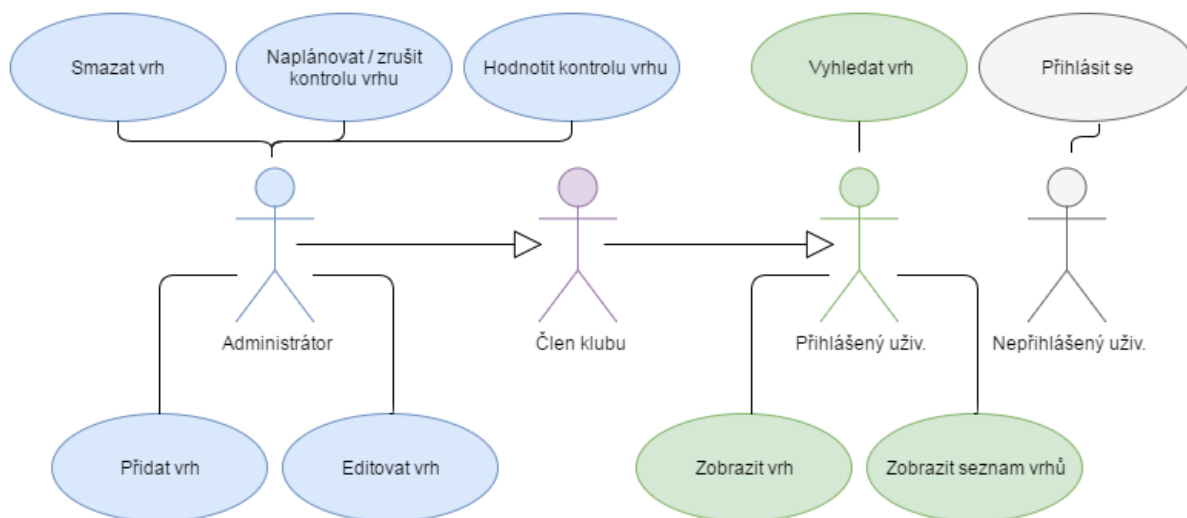 Smazat vrh
Naplánovat / zrušit
kontrolu vrhu
Hodnotit kontrolu vrhu
Vyhledat vrh
Přihlásit se
Administrátor
Člen klubu
Přihlášený uživ.
Nepřihlášený uživ.
Přidat vrh
Editovat vrh
Zobrazit vrh
Zobrazit seznam vrhů